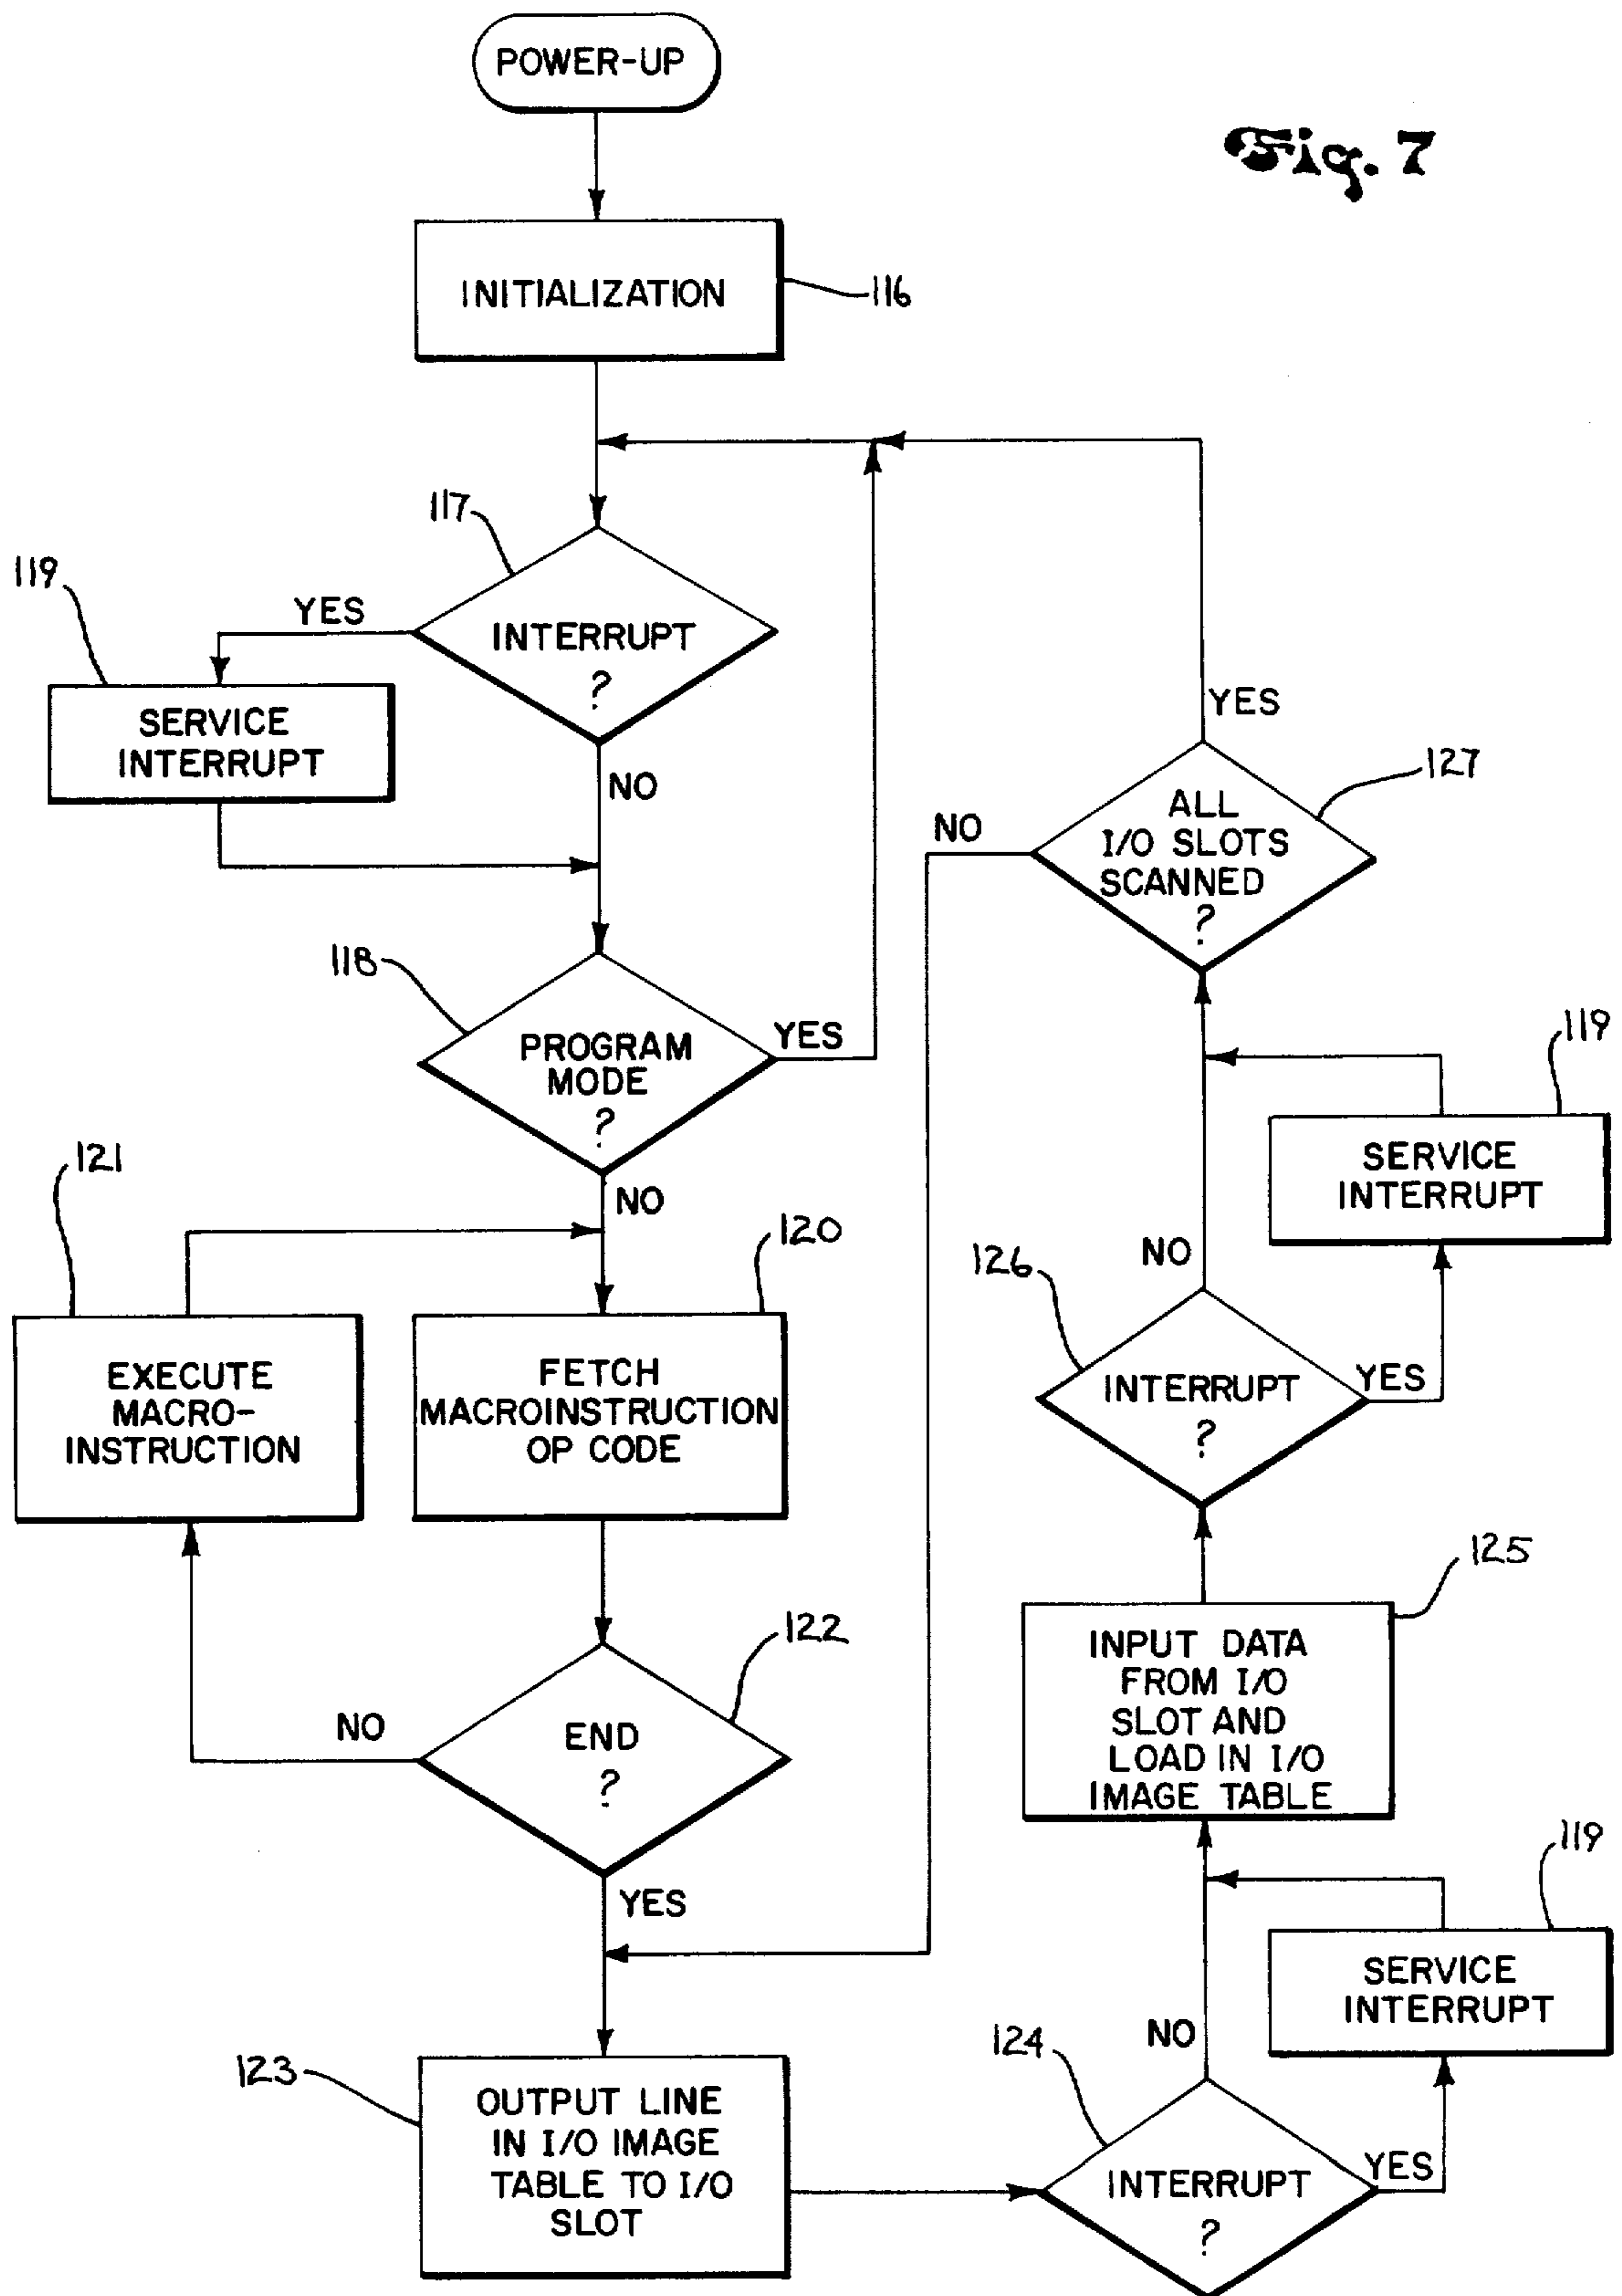 POWER-UP
Fig. 7
INITIALIZATION
116
117
119
YES
INTERRUPT
?
SERVICE
INTERRUPT
NO
YES
127
ALL
I/O SLOTS
SCANNED
?
NO
118
PROGRAM
MODE
?
YES
NO
119
SERVICE
INTERRUPT
121
120
EXECUTE
MACRO-
INSTRUCTION
FETCH
MACROINSTRUCTION
OP CODE
126
NO
INTERRUPT
?
YES
125
INPUT DATA
FROM I/O
SLOT AND
LOAD IN I/O
IMAGE TABLE
122
END
?
NO
YES
119
SERVICE
INTERRUPT
123
OUTPUT LINE
IN I/O IMAGE
TABLE TO I/O
SLOT
124
NO
INTERRUPT
?
YES